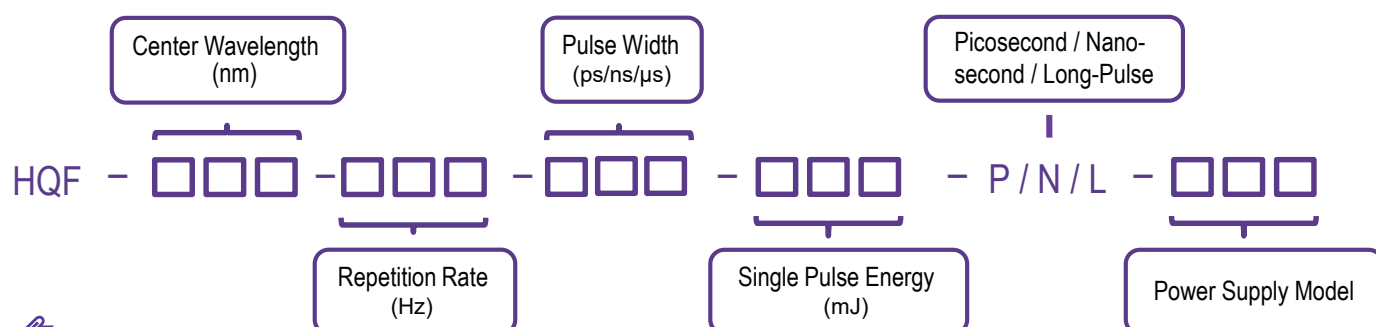 Center Wavelength
(nm)
Pulse Width
(ps/ns/µs)
Picosecond / Nano-
second / Long-Pulse
HQF – □□□ – □□□ – □□□ – □□□ – P / N / L – □□□
Repetition Rate
(Hz)
Single Pulse Energy
(mJ)
Power Supply Model